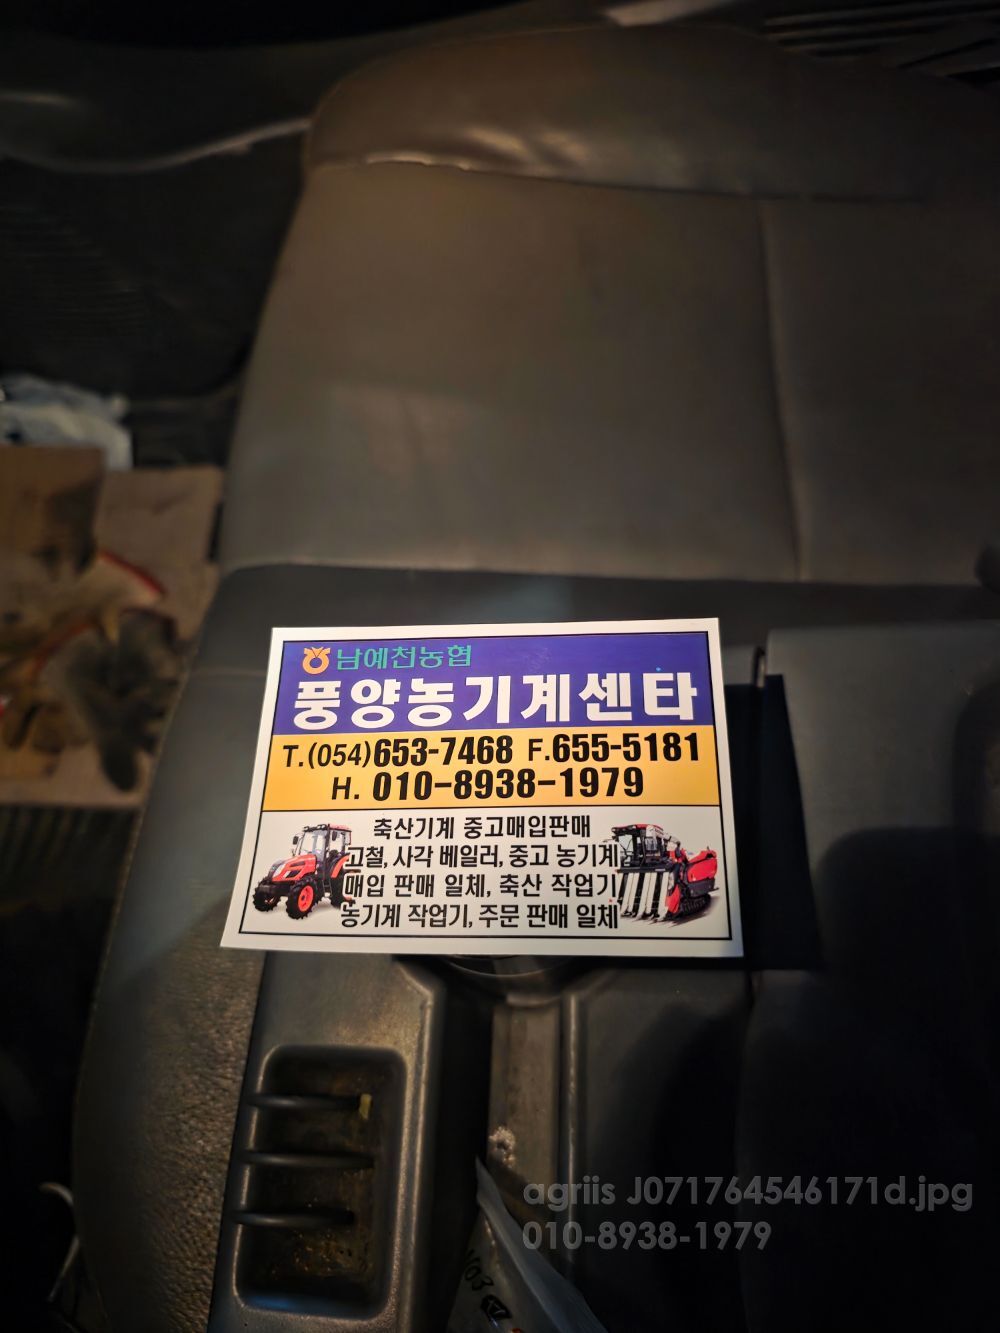 남예천농협
풍양농기계센타
T.(054)653-7468 F.655-5181
H. 010-8938-1979
축산기계 중고매입판매
고철, 사각 베일러, 중고 농기계
매입 판매 일체, 축산 작업기
농기계 작업기, 주문 판매 일체
agriis J071764546171d.jpg
010-8938-1979